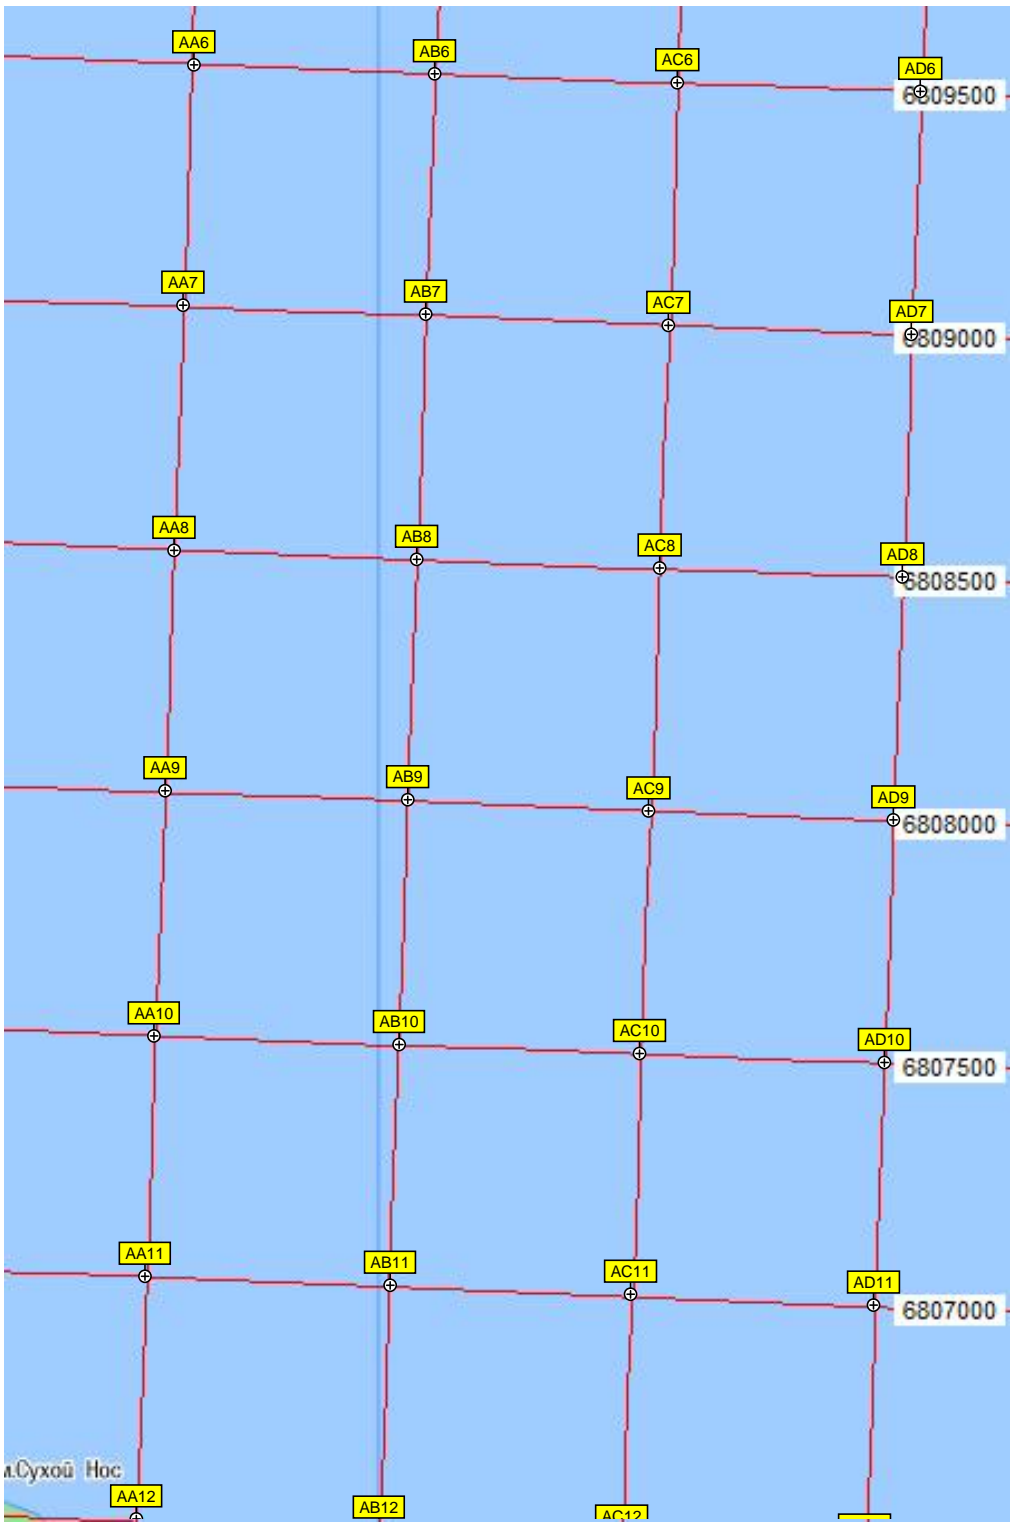 AA6 AB6 AC6 AD6
6809500
AA7 AB7 AC7 AD7
6809000
AA8 AB8 AC8 AD8
6808500
AA9 AB9 AC9 AD9
6808000
AA10 AB10 AC10 AD10
6807500
AA11 AB11 AC11 AD11
6807000
м.Сухой Нос
AA12 AB12 AC12